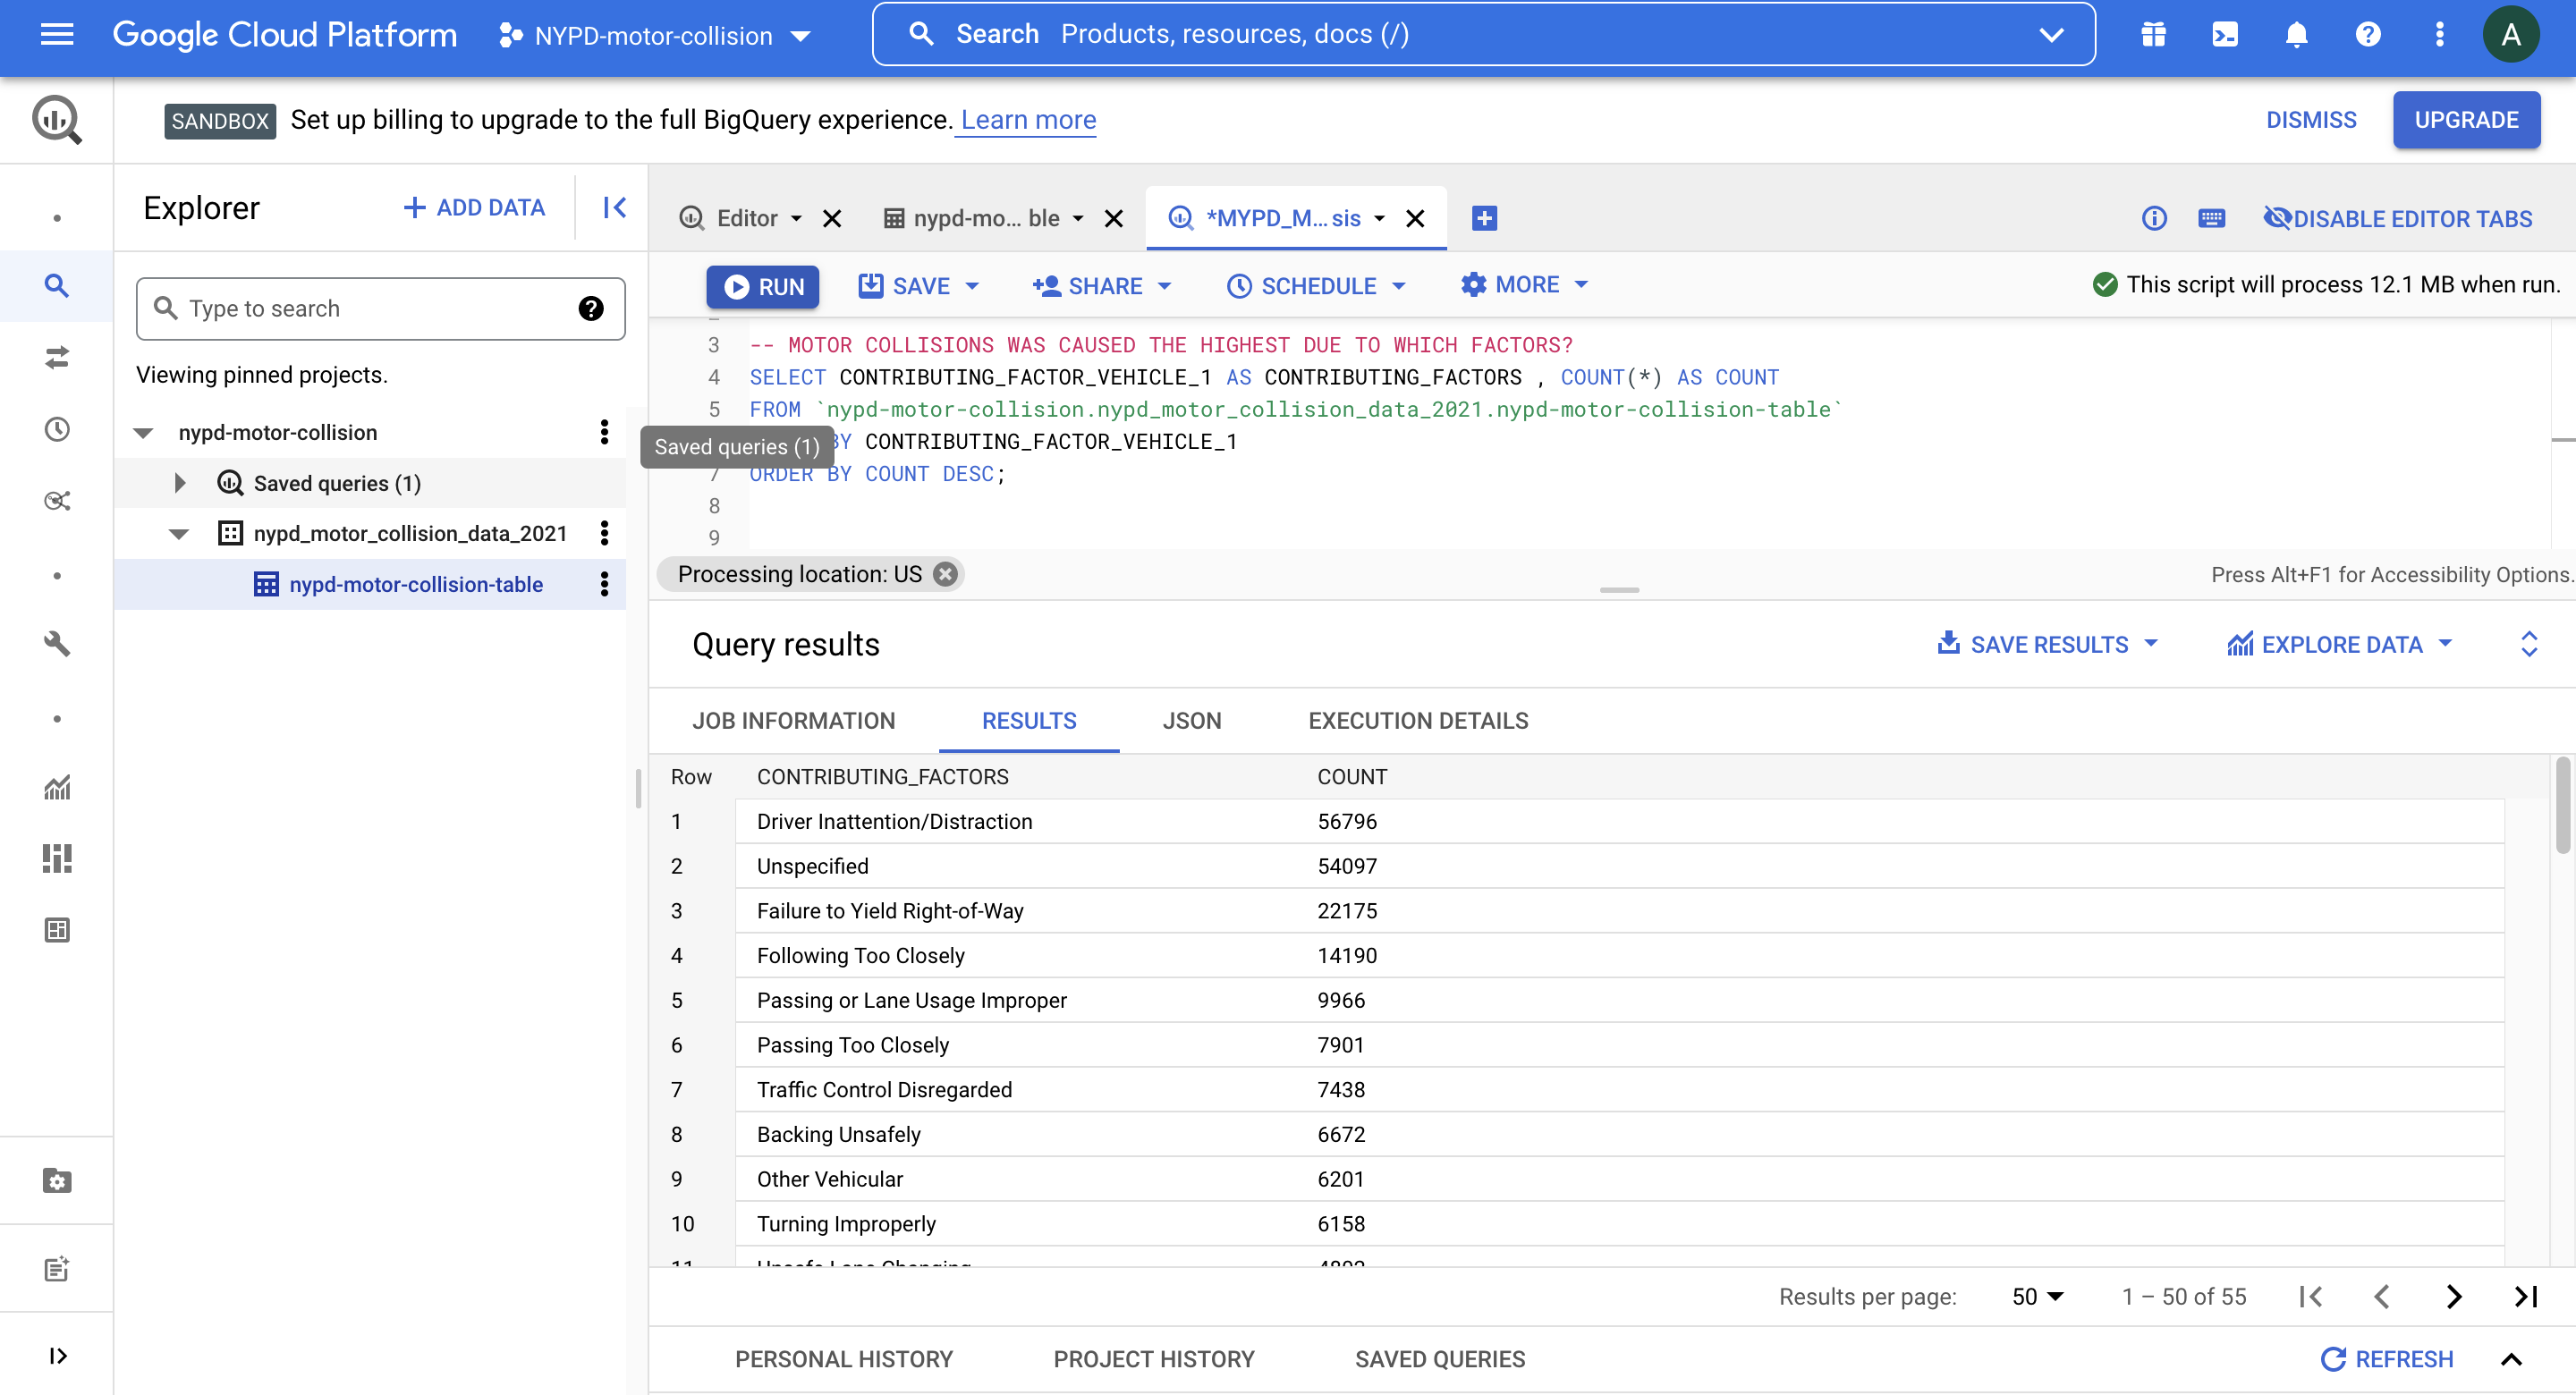 Google Cloud Platform NYPD-motor-collision Search Products, resources, docs (/) A
SANDBOX Set up billing to upgrade to the full BigQuery experience. Learn more DISMISS UPGRADE
Explorer + ADD DATA
Editor nypd-mo... ble *MYPD_M... sis DISABLE EDITOR TABS
Type to search
RUN SAVE SHARE SCHEDULE MORE This script will process 12.1 MB when run.
Viewing pinned projects.
nypd-motor-collision
Saved queries (1)
nypd_motor_collision_data_2021
nypd-motor-collision-table
3 -- MOTOR COLLISIONS WAS CAUSED THE HIGHEST DUE TO WHICH FACTORS?
4 SELECT CONTRIBUTING_FACTOR_VEHICLE_1 AS CONTRIBUTING_FACTORS , COUNT(*) AS COUNT
5 FROM `nypd-motor-collision.nypd_motor_collision_data_2021.nypd-motor-collision-table`
Saved queries (1) BY CONTRIBUTING_FACTOR_VEHICLE_1
7 ORDER BY COUNT DESC;
8
9
Processing location: US Press Alt+F1 for Accessibility Options.
Query results SAVE RESULTS EXPLORE DATA
JOB INFORMATION RESULTS JSON EXECUTION DETAILS
Row CONTRIBUTING_FACTORS COUNT
1 Driver Inattention/Distraction 56796
2 Unspecified 54097
3 Failure to Yield Right-of-Way 22175
4 Following Too Closely 14190
5 Passing or Lane Usage Improper 9966
6 Passing Too Closely 7901
7 Traffic Control Disregarded 7438
8 Backing Unsafely 6672
9 Other Vehicular 6201
10 Turning Improperly 6158
11 Unsafe Lane Changing
Results per page: 50 1 – 50 of 55
PERSONAL HISTORY PROJECT HISTORY SAVED QUERIES REFRESH